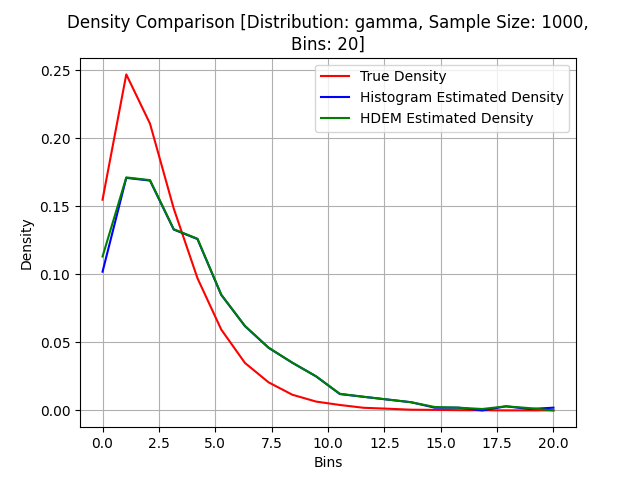 Density Comparison [Distribution: gamma, Sample Size: 1000,
Bins: 20]
True Density
Histogram Estimated Density
HDEM Estimated Density
Density
0.25
0.20
0.15
0.10
0.05
0.00
0.0 2.5 5.0 7.5 10.0 12.5 15.0 17.5 20.0
Bins